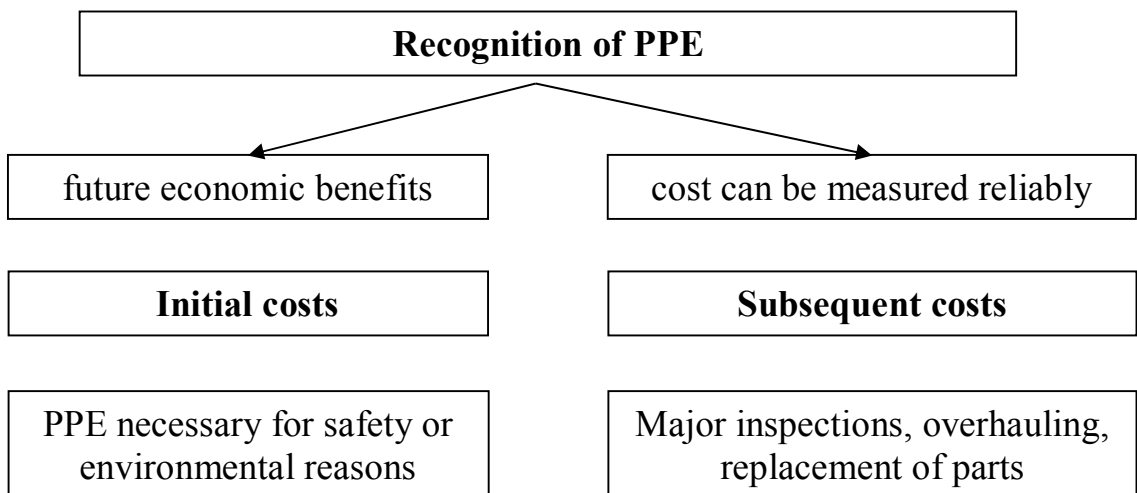 Recognition of PPE
future economic benefits
cost can be measured reliably
Initial costs
Subsequent costs
PPE necessary for safety or
environmental reasons
Major inspections, overhauling,
replacement of parts